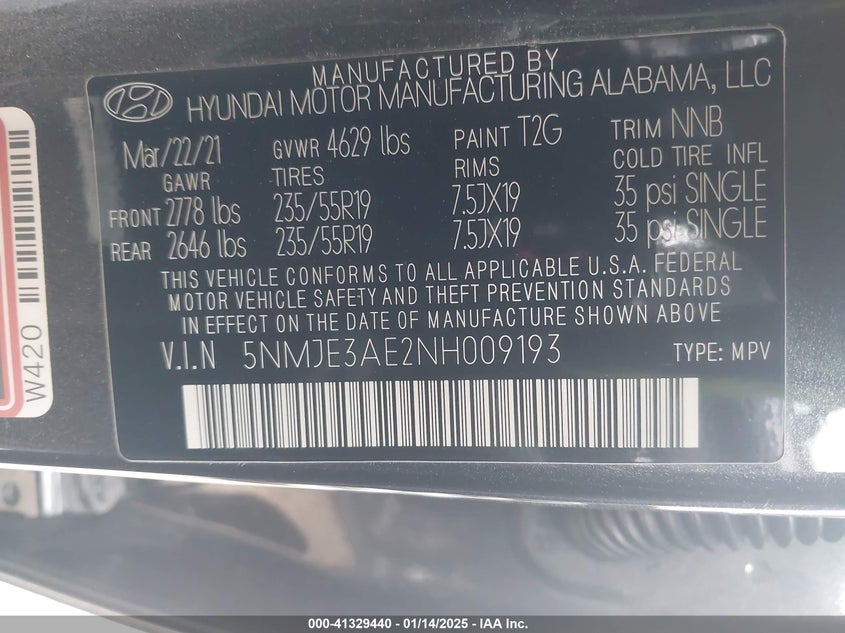 MANUFACTURED BY
HYUNDAI MOTOR MANUFACTURING ALABAMA, LLC
Mar/22/21 GVWR 4629 lbs PAINT T2G TRIM NNB
GAWR TIRES RIMS COLD TIRE INFL
FRONT 2778 lbs 235/55R19 7.5JX19 35 psi SINGLE
REAR 2646 lbs 235/55R19 7.5JX19 35 psi SINGLE
THIS VEHICLE CONFORMS TO ALL APPLICABLE U.S.A. FEDERAL
MOTOR VEHICLE SAFETY AND THEFT PREVENTION STANDARDS
IN EFFECT ON THE DATE OF MANUFACTURE SHOWN ABOVE.
V.I.N 5NMJE3AE2NH009193 TYPE: MPV
W420
000-41329440 - 01/14/2025 - IAA Inc.